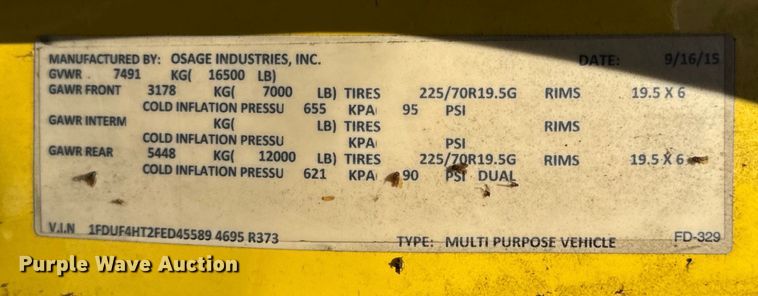 MANUFACTURED BY: OSAGE INDUSTRIES, INC. DATE: 9/16/15
GVWR 7491 KG( 16500 LB)
GAWR FRONT 3178 KG( 7000 LB) TIRES 225/70R19.5G RIMS 19.5 X 6
COLD INFLATION PRESSU 655 KPA 95 PSI
GAWR INTERM KG( LB) TIRES RIMS
COLD INFLATION PRESSU KPA PSI
GAWR REAR 5448 KG( 12000 LB) TIRES 225/70R19.5G RIMS 19.5 X 6
COLD INFLATION PRESSU 621 KPA 90 PSI DUAL
V.I.N 1FDUF4HT2FED45589 4695 R373
TYPE: MULTI PURPOSE VEHICLE FD-329
Purple Wave Auction